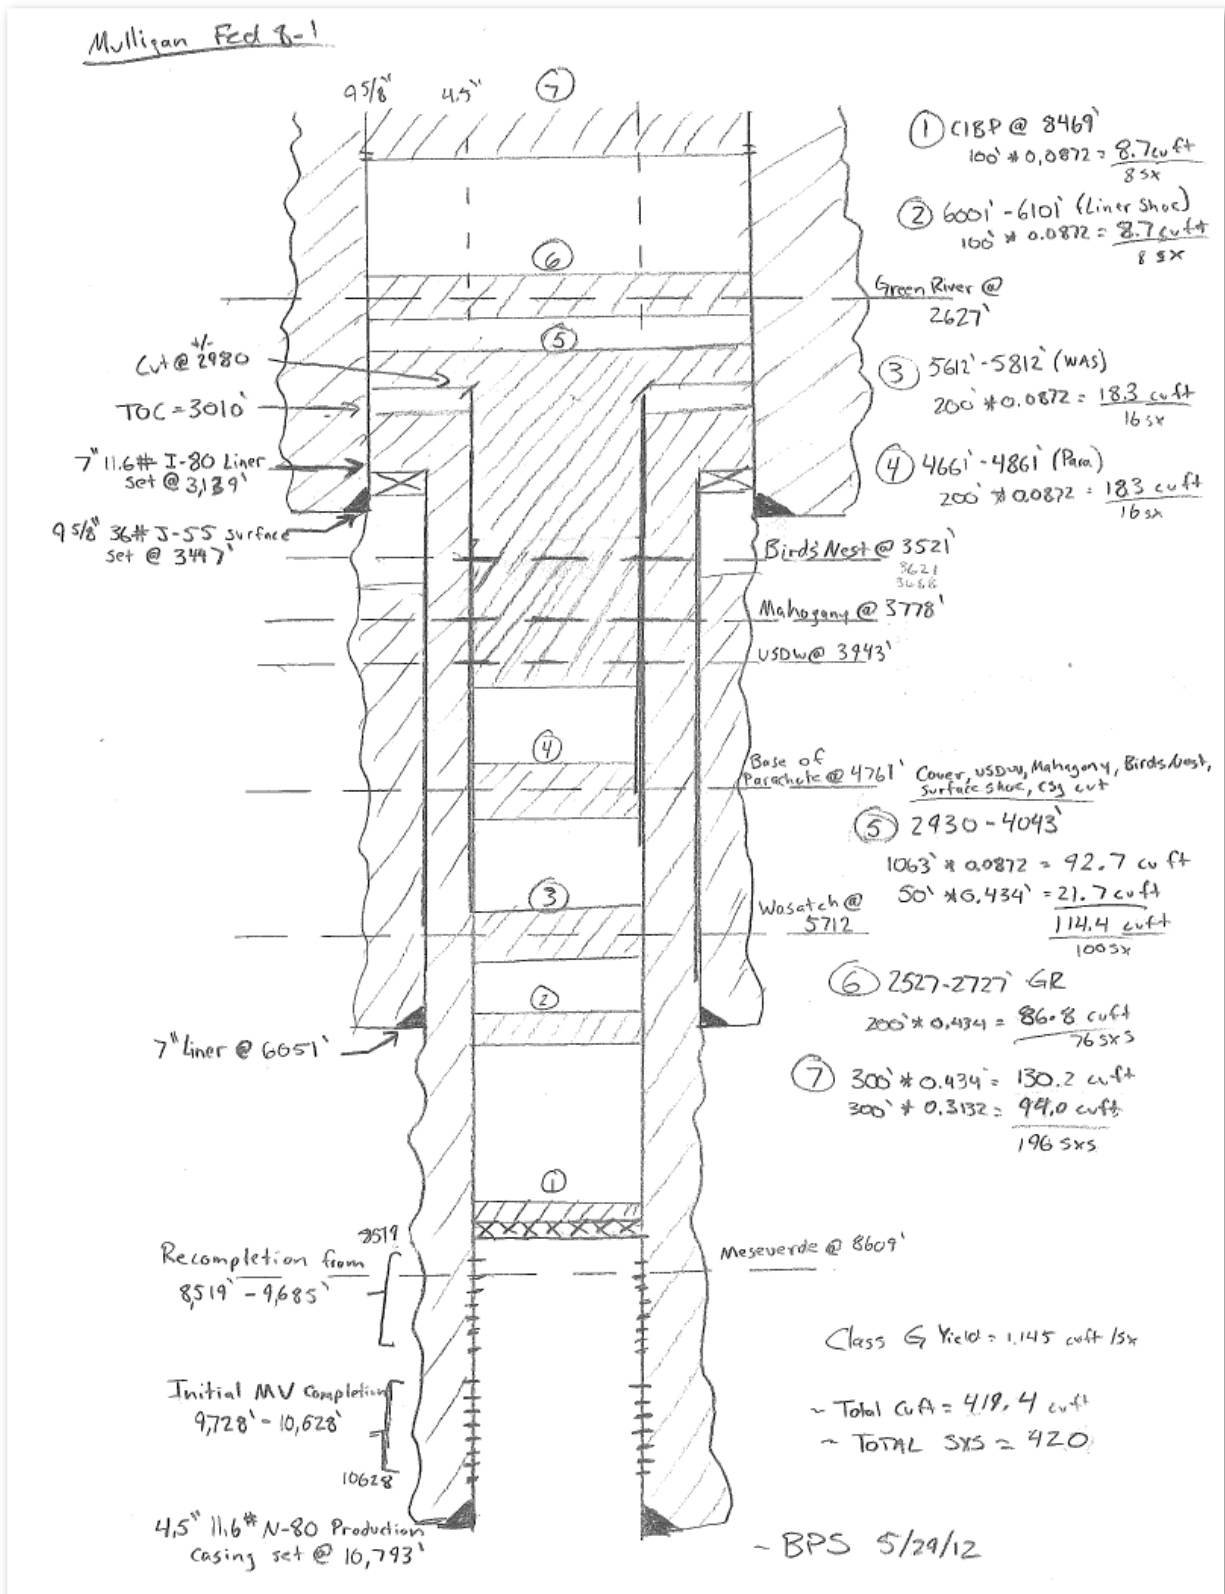 Mulligan Fed 8-1
9 5/8" 4.5" 7
1 CIBP @ 8469'
100' * 0.0872 = 8.7 cuft
8 sx
2 6001' - 6101' (Liner Shoe)
100' * 0.0872 = 8.7 cuft
8 sx
6
Green River @
2627'
5
+/-
Cut @ 2980
TOC = 3010'
3 5612' - 5812' (WAS)
200' * 0.0872 = 18.3 cuft
16 sx
7" 11.6# I-80 Liner
set @ 3,139'
4 4661' - 4861' (Para)
200' * 0.0872 = 18.3 cuft
16 sx
9 5/8" 36# J-55 surface
set @ 3447'
Bird's Nest @ 3521'
3621
Mahogany @ 3778'
USDW @ 3943'
4
Base of
Parachute @ 4761'
Cover, USDW, Mahogany, Birds Nest,
Surface shoe, csg cut
5 2930 - 4043'
1063' * 0.0872 = 92.7 cu ft
50' * 0.434' = 21.7 cuft
114.4 cuft
100 sx
3
Wasatch @
5712
2
6 2527-2727' GR
200' * 0.434 = 86.8 cuft
76 sxs
7" Liner @ 6051'
7 300' * 0.434 = 130.2 cuft
300' * 0.3132 = 94.0 cuft
196 sxs
1
8519
Recompletion from
8,519' - 9,685'
Meseverde @ 8609'
Class G Yield = 1.145 cuft/sx
Initial MV Completion
9,728' - 10,628'
10628
~ Total Cuft = 419.4 cuft
~ TOTAL SXS = 420
4.5" 11.6# N-80 Production
Casing set @ 10,793'
~ BPS 5/29/12